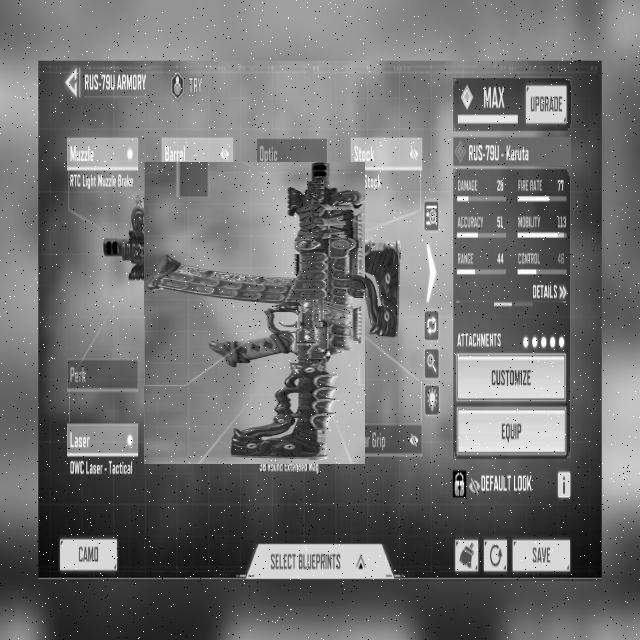 RUS-79U ARMORY
TRY
MAX
UPGRADE
Muzzle
Barrel
Optic
Stock
RTC Light Muzzle Brake
Stock
RUS-79U - Karuta
DAMAGE 26 FIRE RATE 77
ACCURACY 51 MOBILITY 113
RANGE 44 CONTROL 46
DETAILS
ATTACHMENTS
Perk
CUSTOMIZE
Laser
Grip
EQUIP
OWC Laser - Tactical
DEFAULT LOOK
CAMO
SELECT BLUEPRINTS
SAVE